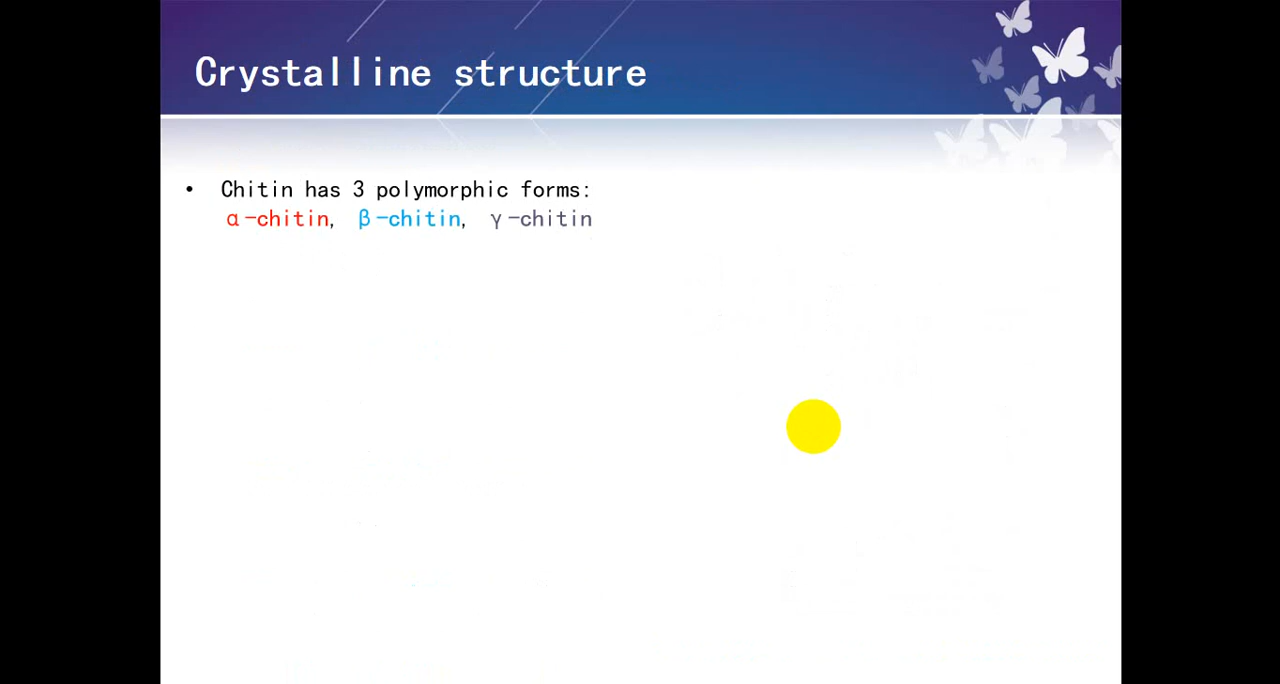 Crystalline structure
• Chitin has 3 polymorphic forms:
α-chitin, β-chitin, γ-chitin